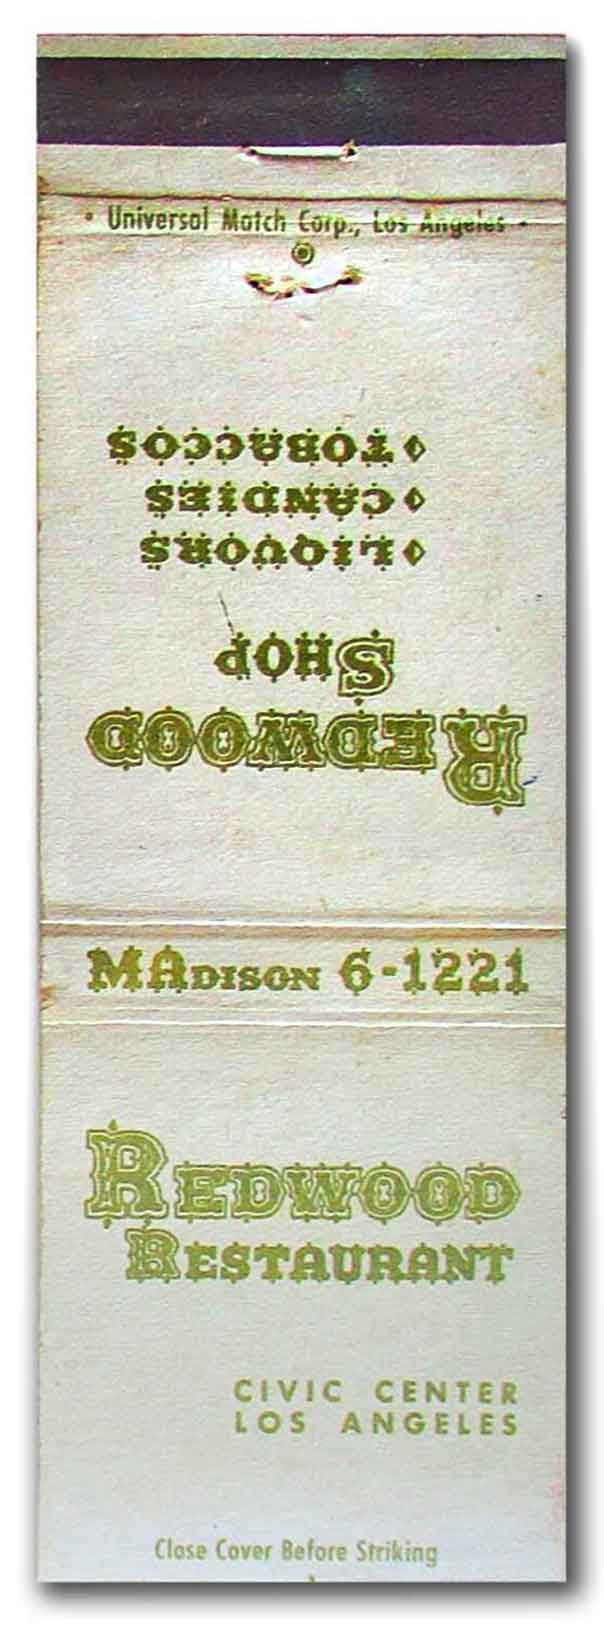 • Universal Match Corp., Los Angeles •
REDWOOD
SHOP
◊ LIQUORS
◊ CANDIES
◊ TOBACCOS
MADISON 6-1221
REDWOOD
RESTAURANT
CIVIC CENTER
LOS ANGELES
Close Cover Before Striking